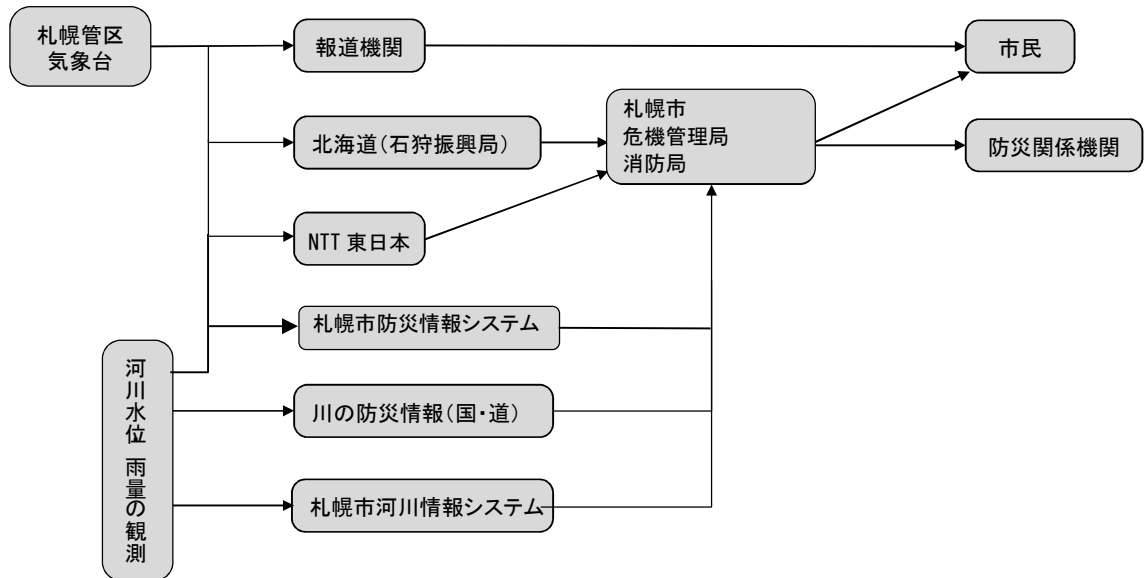 札幌管区
気象台
報道機関
市民
北海道(石狩振興局)
札幌市
危機管理局
消防局
防災関係機関
NTT 東日本
札幌市防災情報システム
河川水位 雨量の観測
川の防災情報(国・道)
札幌市河川情報システム